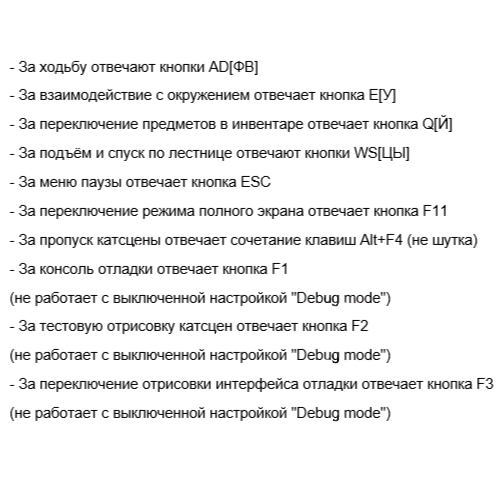 - За ходьбу отвечают кнопки AD[ФВ]
- За взаимодействие с окружением отвечает кнопка E[У]
- За переключение предметов в инвентаре отвечает кнопка Q[Й]
- За подъём и спуск по лестнице отвечают кнопки WS[ЦЫ]
- За меню паузы отвечает кнопка ESC
- За переключение режима полного экрана отвечает кнопка F11
- За пропуск катсцены отвечает сочетание клавиш Alt+F4 (не шутка)
- За консоль отладки отвечает кнопка F1
(не работает с выключенной настройкой "Debug mode")
- За тестовую отрисовку катсцен отвечает кнопка F2
(не работает с выключенной настройкой "Debug mode")
- За переключение отрисовки интерфейса отладки отвечает кнопка F3
(не работает с выключенной настройкой "Debug mode")